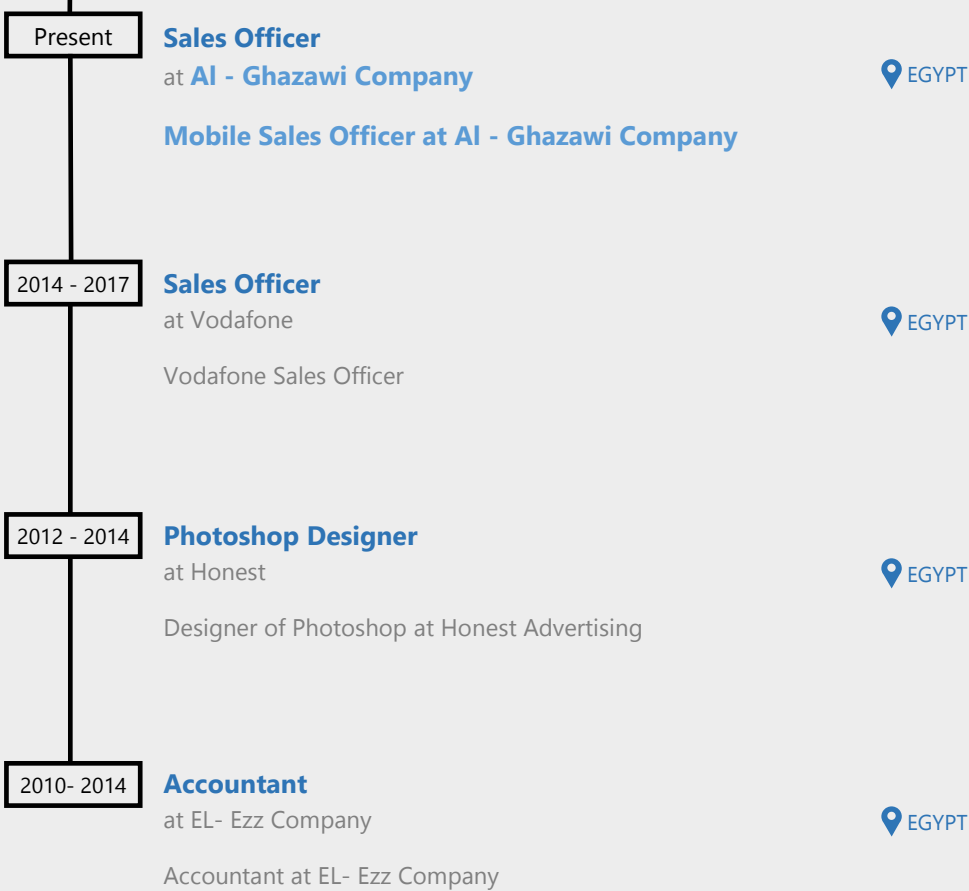 Present
Sales Officer
at Al - Ghazawi Company
EGYPT
Mobile Sales Officer at Al - Ghazawi Company
2014 - 2017
Sales Officer
at Vodafone
EGYPT
Vodafone Sales Officer
2012 - 2014
Photoshop Designer
at Honest
EGYPT
Designer of Photoshop at Honest Advertising
2010- 2014
Accountant
at EL- Ezz Company
EGYPT
Accountant at EL- Ezz Company